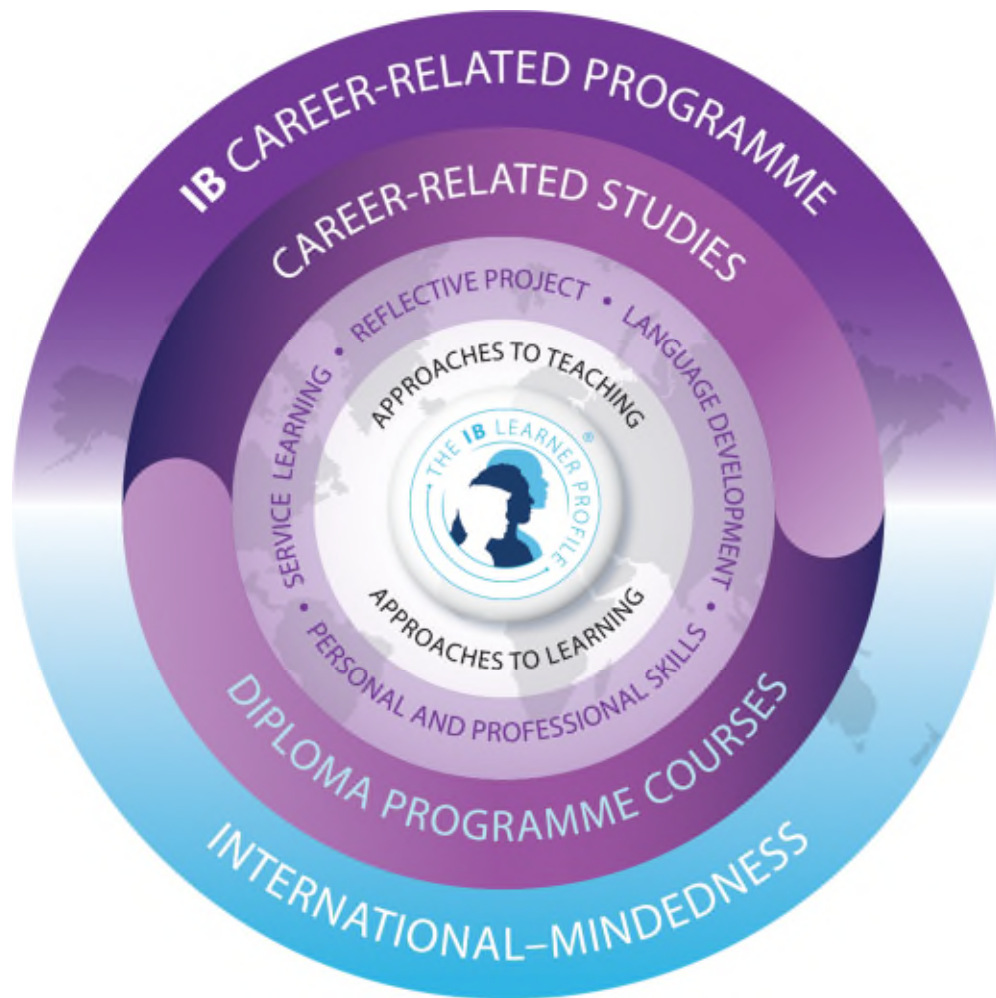 IB CAREER-RELATED PROGRAMME
CAREER-RELATED STUDIES
SERVICE LEARNING • REFLECTIVE PROJECT • LANGUAGE DEVELOPMENT • PERSONAL AND PROFESSIONAL SKILLS •
APPROACHES TO TEACHING
THE IB LEARNER PROFILE
®
APPROACHES TO LEARNING
DIPLOMA PROGRAMME COURSES
INTERNATIONAL–MINDEDNESS